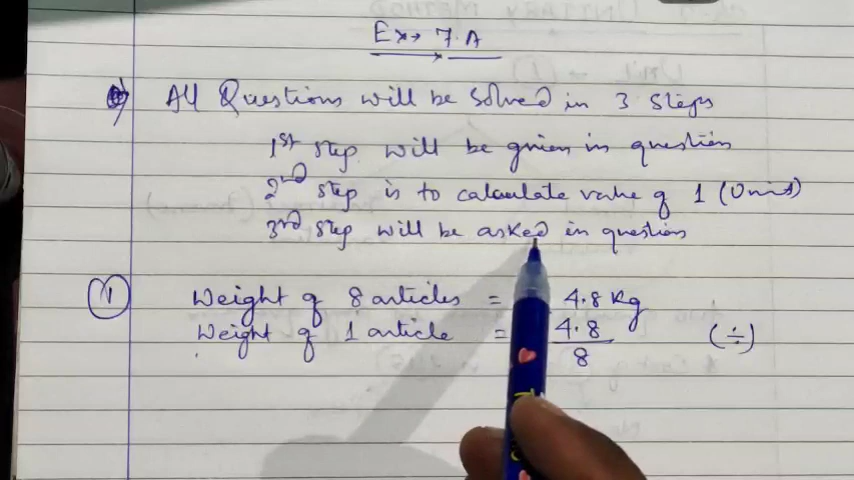 Ex → 7.A
All Questions will be solved in 3 steps
1st step will be given in question
2nd step is to calculate value of 1 (Unit)
3rd step will be asked in question
1 Weight of 8 articles = 4.8 Kg
Weight of 1 article = 4.8/8 (÷)